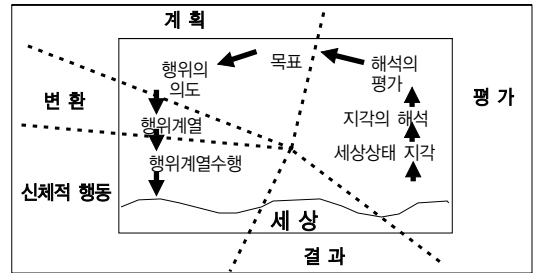 계 획
목표
행위의
의도
해석의
평가
변 환
평 가
행위계열
지각의 해석
행위계열수행
세상상태 지각
신체적 행동
세 상
결 과